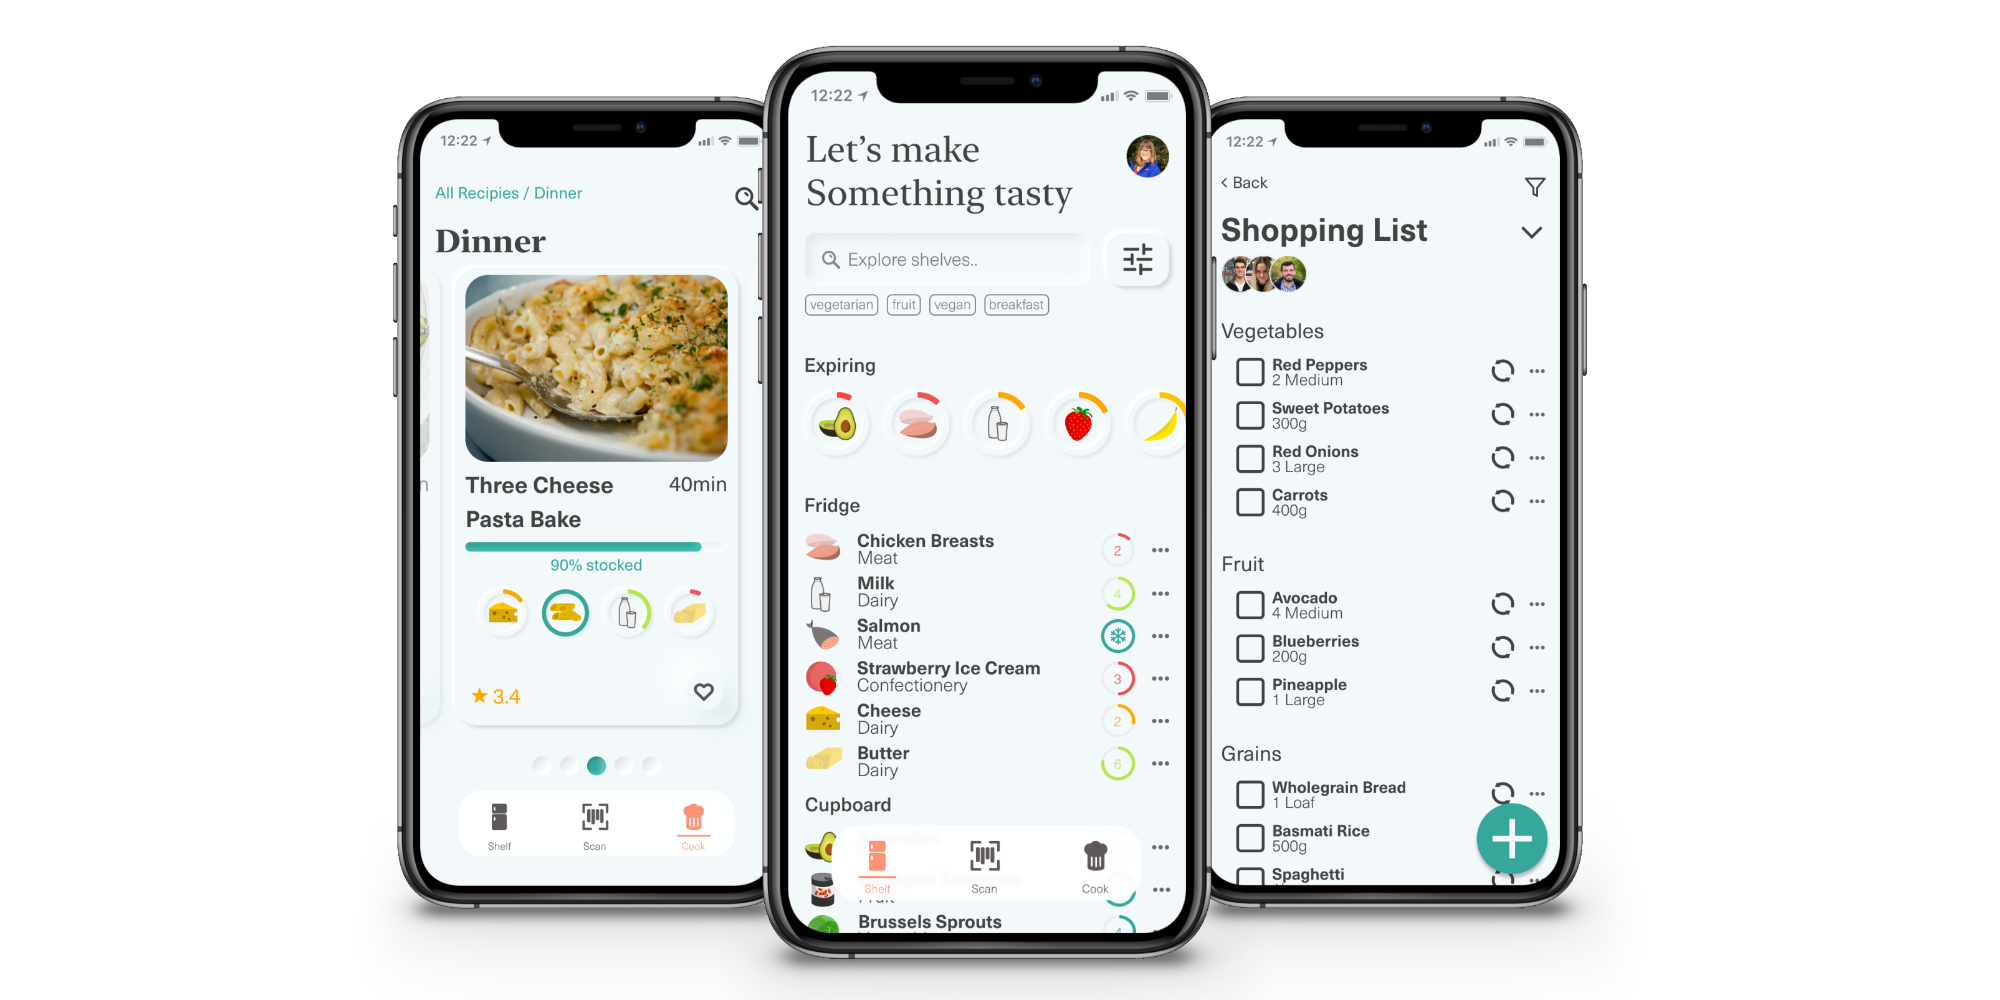 12:22
All Recipies / Dinner
Dinner
n
Three Cheese
Pasta Bake
40min
90% stocked
3.4
Shelf
Scan
Cook
12:22
Let's make
Something tasty
Explore shelves..
vegetarian
fruit
vegan
breakfast
Expiring
Fridge
Chicken Breasts
Meat
2
Milk
Dairy
4
Salmon
Meat
Strawberry Ice Cream
Confectionery
3
Cheese
Dairy
2
Butter
Dairy
6
Cupboard
Fruit
Brussels Sprouts
4
Shelf
Scan
Cook
12:22
< Back
Shopping List
Vegetables
Red Peppers
2 Medium
Sweet Potatoes
300g
Red Onions
3 Large
Carrots
400g
Fruit
Avocado
4 Medium
Blueberries
200g
Pineapple
1 Large
Grains
Wholegrain Bread
1 Loaf
Basmati Rice
500g
Spaghetti